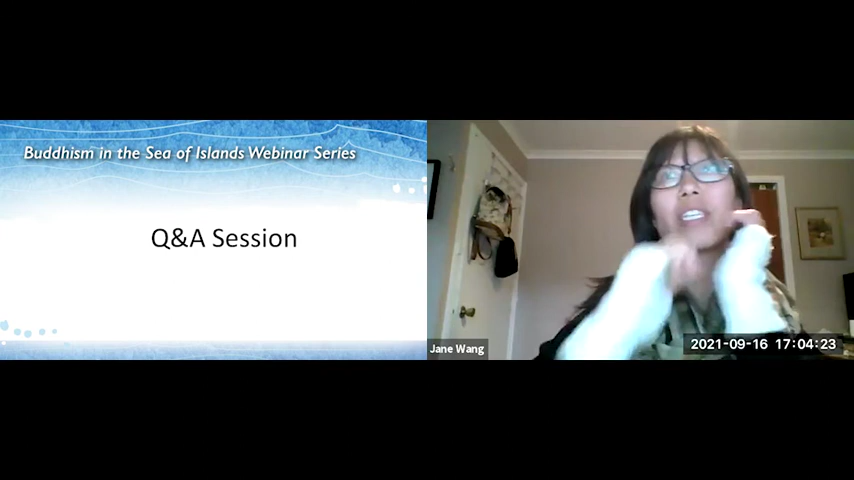 Buddhism in the Sea of Islands Webinar Series
Q&A Session
Jane Wang
2021-09-16 17:04:23